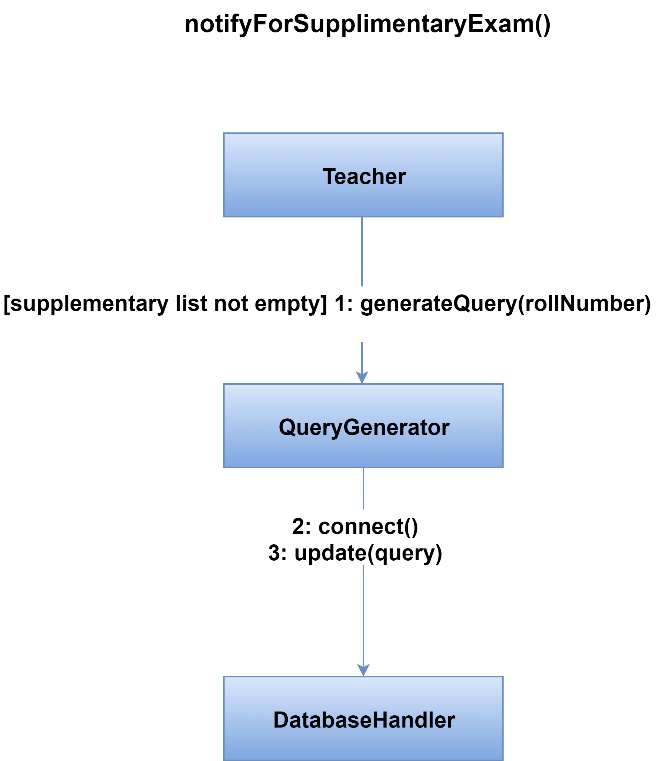 notifyForSupplimentaryExam()
Teacher
[supplementary list not empty] 1: generateQuery(rollNumber)
QueryGenerator
2: connect()
3: update(query)
DatabaseHandler